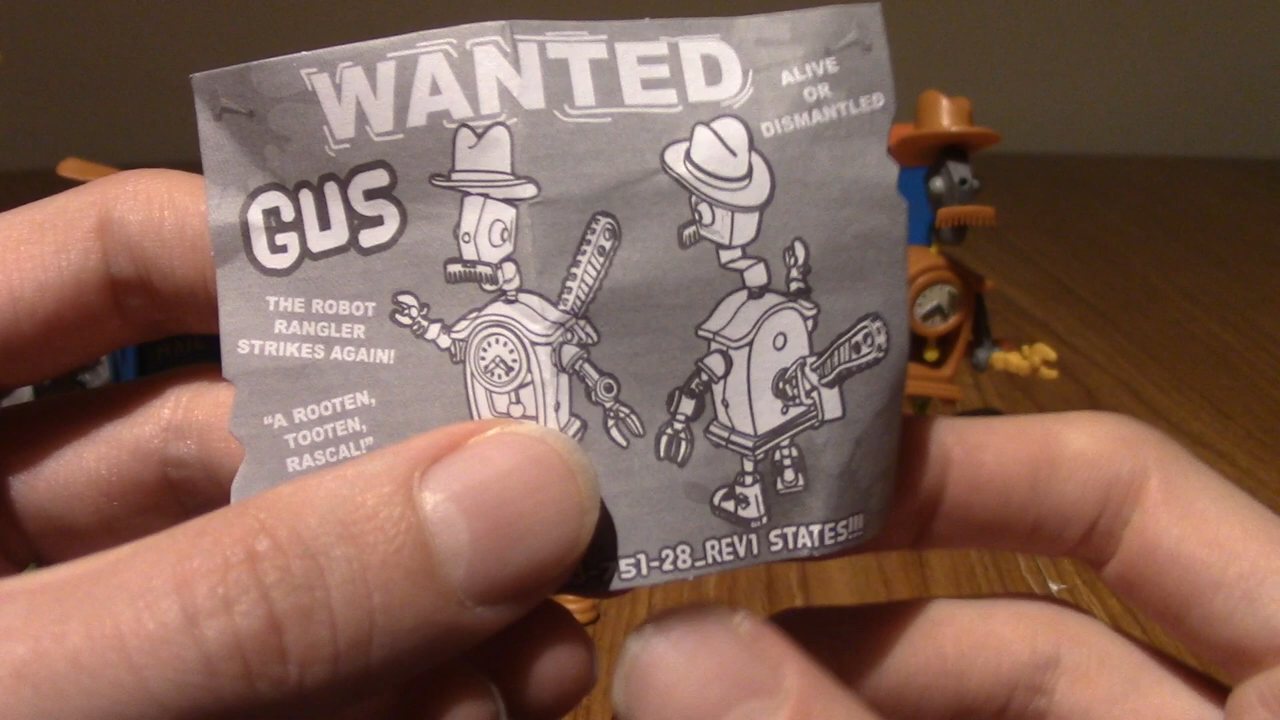 WANTED
ALIVE
OR
DISMANTLED
GUS
THE ROBOT
RANGLER
STRIKES AGAIN!
"A ROOTEN,
TOOTEN,
RASCAL!"
51-28_REV1 STATES!!!